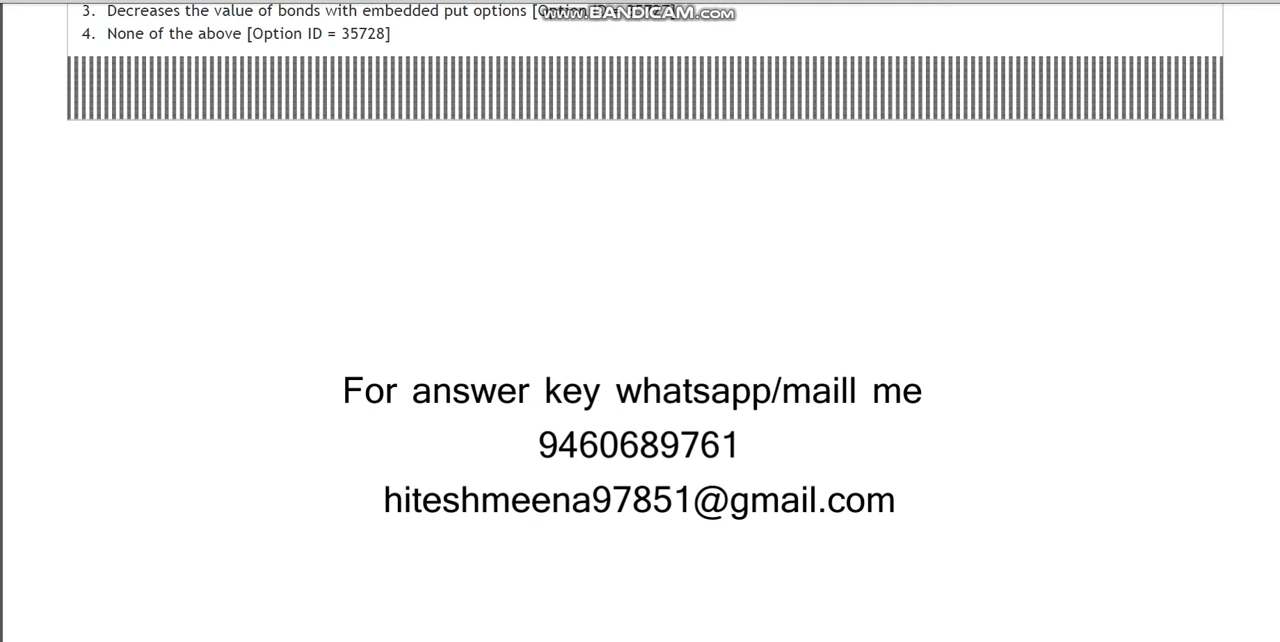 3. Decreases the value of bonds with embedded put options
www.BANDICAM.com
4. None of the above [Option ID = 35728]
For answer key whatsapp/maill me
9460689761
hiteshmeena97851@gmail.com